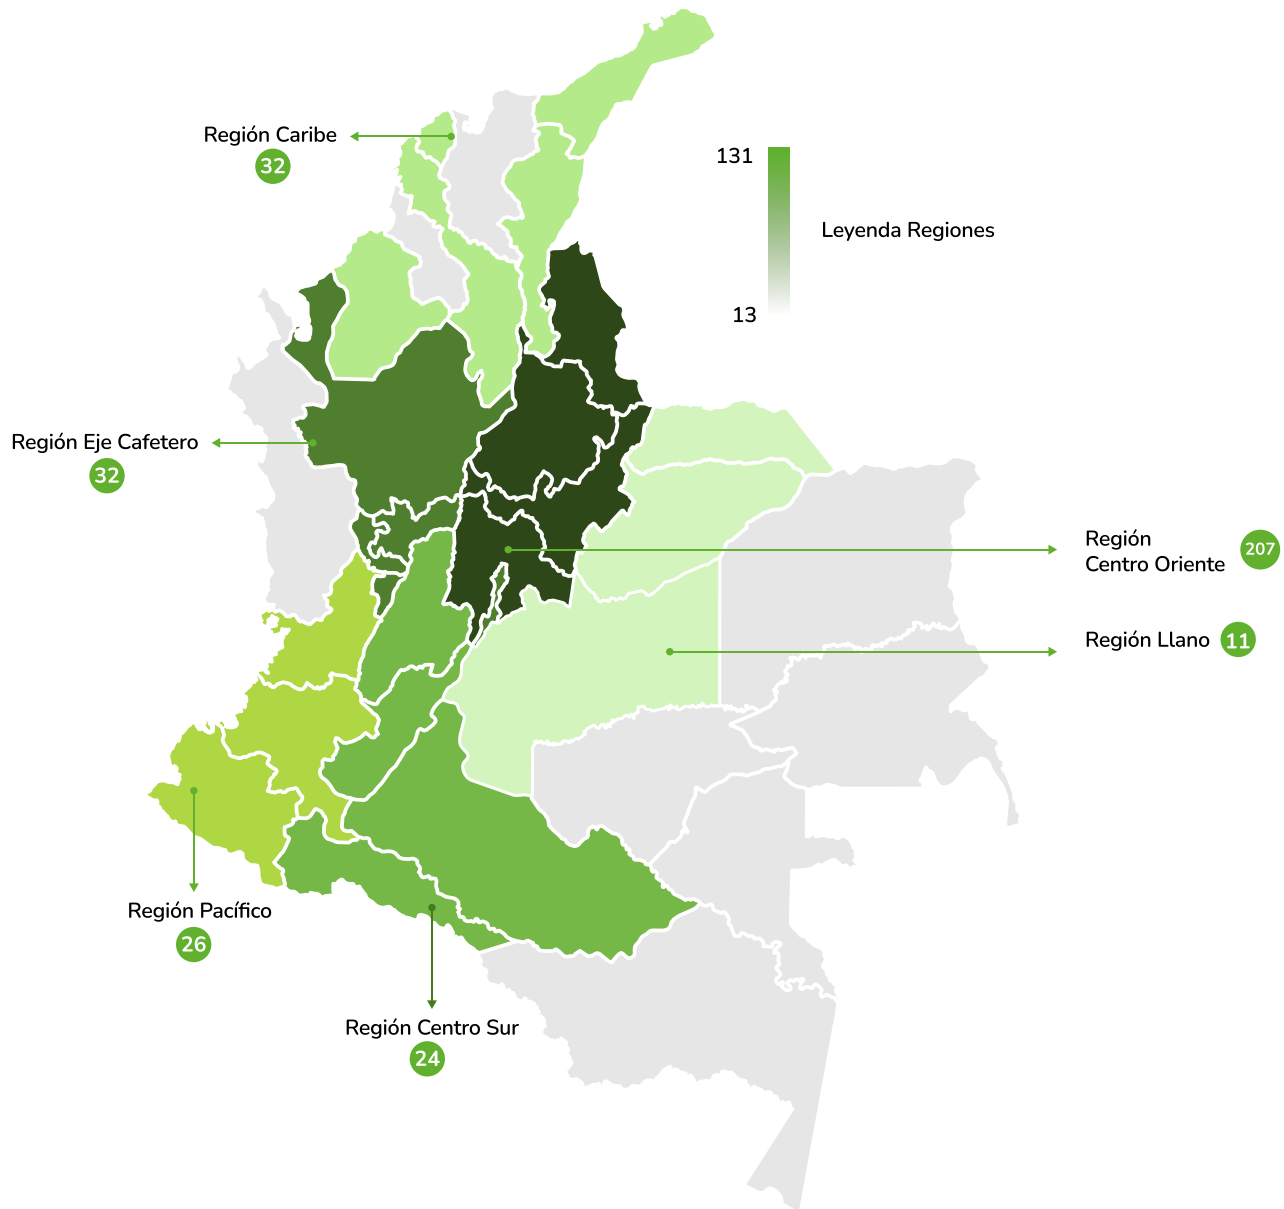 Región Caribe
32
131
Leyenda Regiones
13
Región Eje Cafetero
32
Región
Centro Oriente
207
Región Llano 11
Región Pacífico
26
Región Centro Sur
24